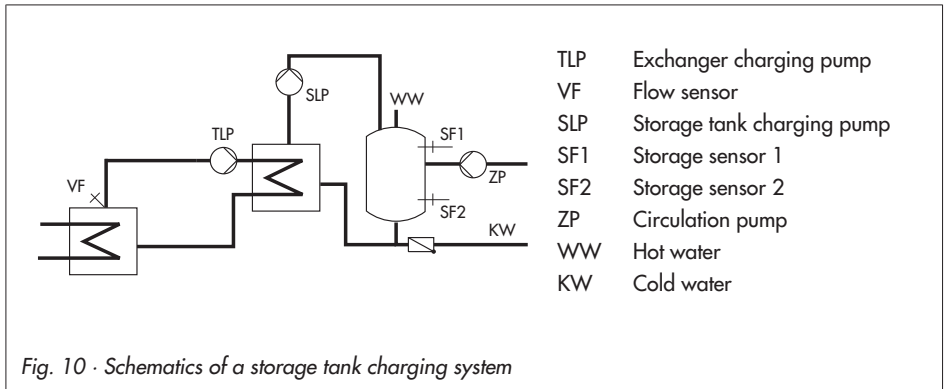 SLP
WW
TLP
SF1
VF
ZP
SF2
KW
TLP Exchanger charging pump
VF Flow sensor
SLP Storage tank charging pump
SF1 Storage sensor 1
SF2 Storage sensor 2
ZP Circulation pump
WW Hot water
KW Cold water
Fig. 10 · Schematics of a storage tank charging system